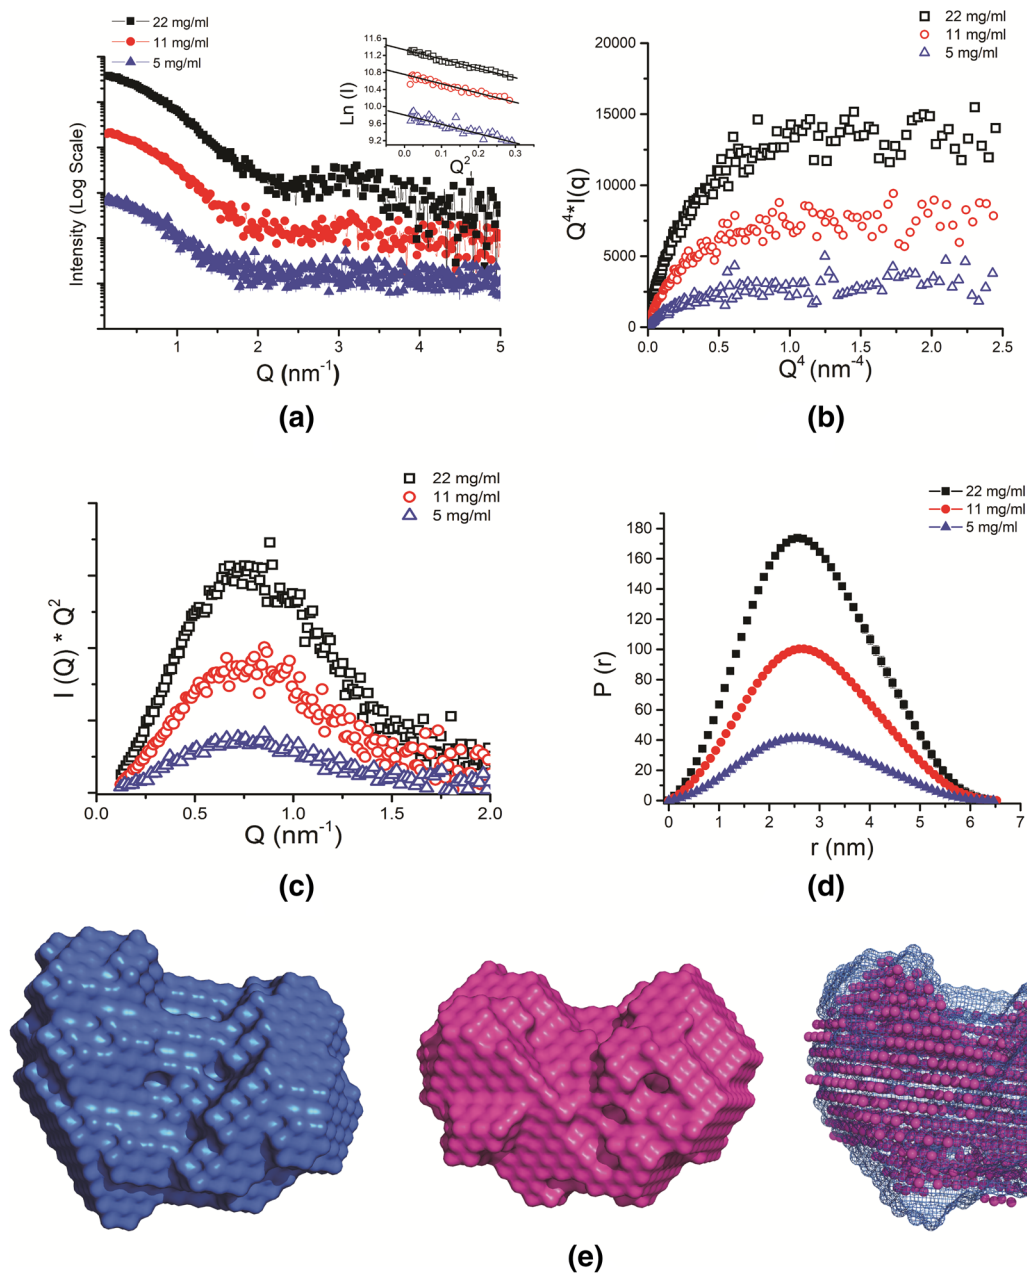 22 mg/ml
11 mg/ml
5 mg/ml
Intensity (Log Scale)
Q (nm-1)
1 2 3 4 5
Ln (I)
11.6
10.8
10.0
9.6
9.2
0.0 0.1 0.2 0.3
Q2
(a)
22 mg/ml
11 mg/ml
5 mg/ml
Q4*I(q)
20000
15000
10000
5000
0
0.0 0.5 1.0 1.5 2.0 2.5
Q4 (nm-4)
(b)
22 mg/ml
11 mg/ml
5 mg/ml
I (Q) * Q2
0.0 0.5 1.0 1.5 2.0
Q (nm-1)
(c)
22 mg/ml
11 mg/ml
5 mg/ml
P (r)
180
160
140
120
100
80
60
40
20
0
0 1 2 3 4 5 6 7
r (nm)
(d)
(e)